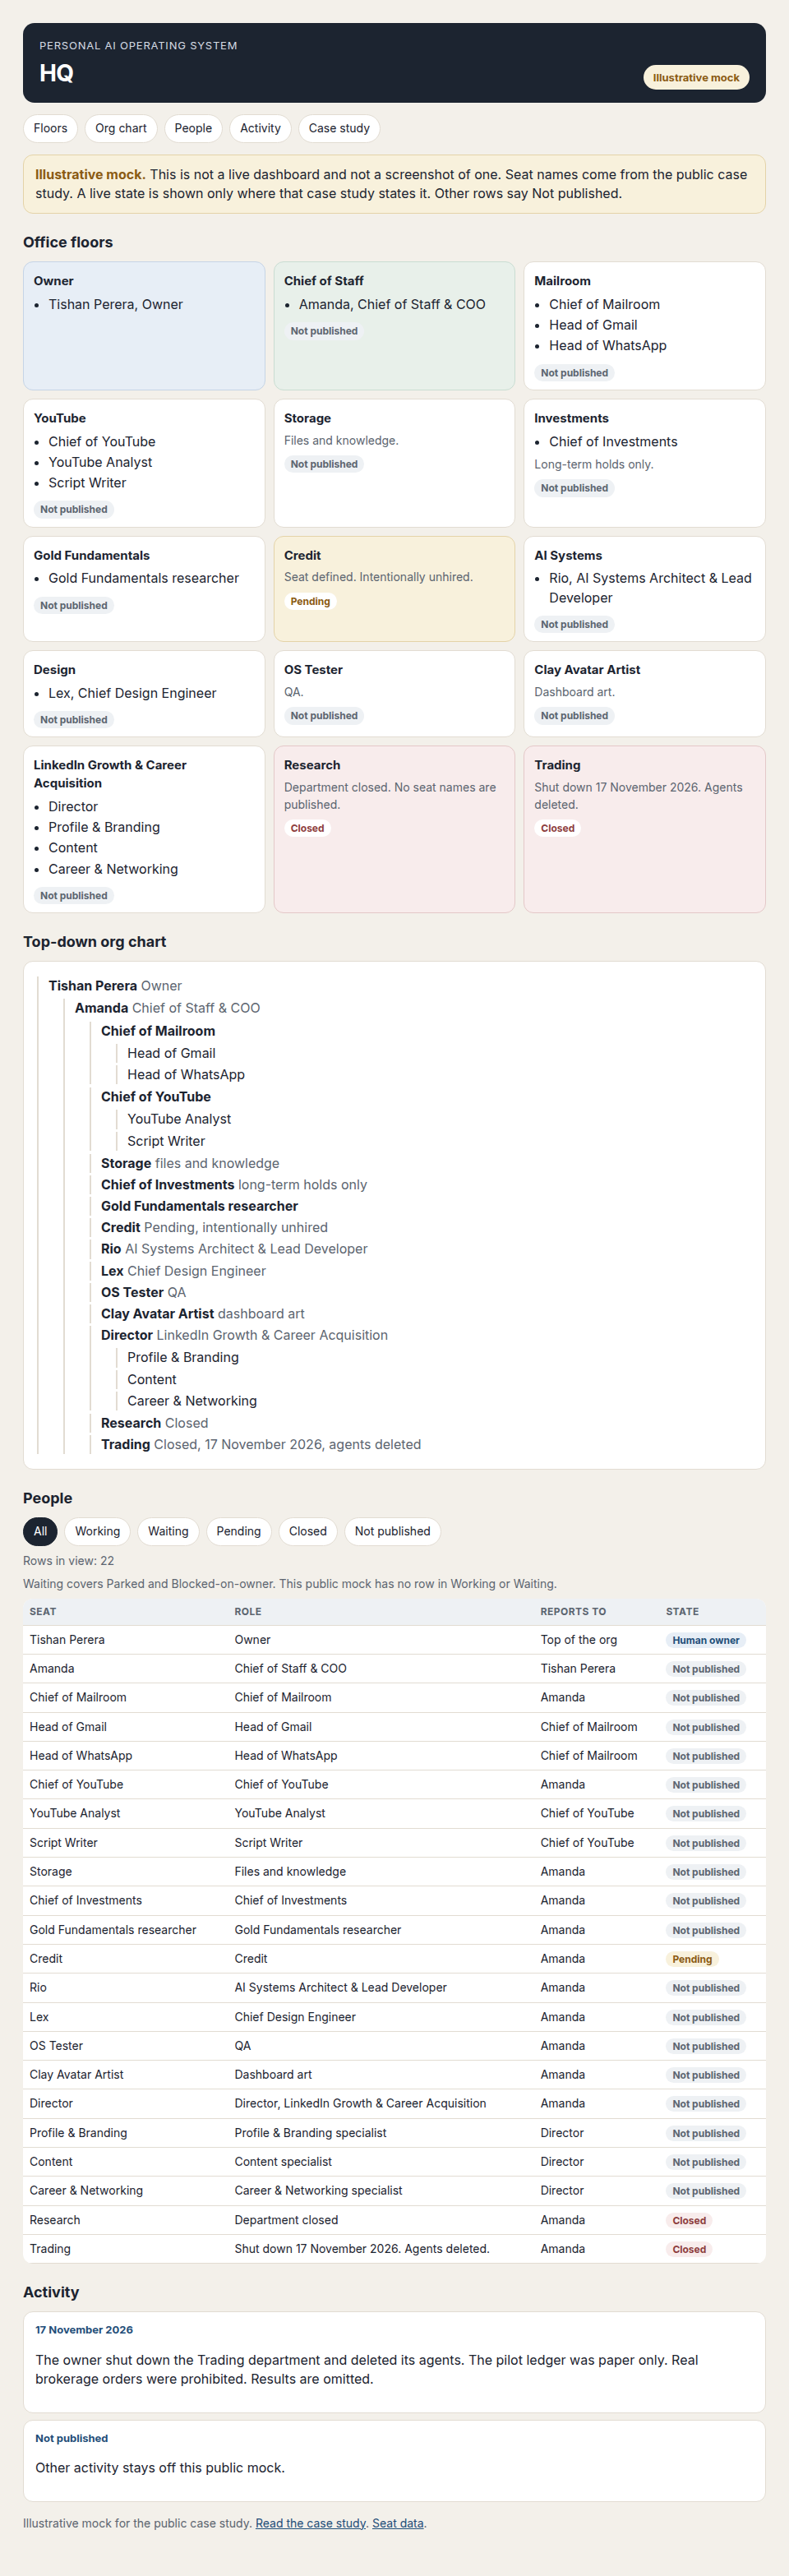 PERSONAL AI OPERATING SYSTEM
HQ
Illustrative mock
Floors
Org chart
People
Activity
Case study
Illustrative mock. This is not a live dashboard and not a screenshot of one. Seat names come from the public case
study. A live state is shown only where that case study states it. Other rows say Not published.
Office floors
Owner
• Tishan Perera, Owner
Chief of Staff
• Amanda, Chief of Staff & COO
Not published
Mailroom
• Chief of Mailroom
• Head of Gmail
• Head of WhatsApp
Not published
YouTube
• Chief of YouTube
• YouTube Analyst
• Script Writer
Not published
Storage
Files and knowledge.
Not published
Investments
• Chief of Investments
Long-term holds only.
Not published
Gold Fundamentals
• Gold Fundamentals researcher
Not published
Credit
Seat defined. Intentionally unhired.
Pending
AI Systems
• Rio, AI Systems Architect & Lead
Developer
Not published
Design
• Lex, Chief Design Engineer
Not published
OS Tester
QA.
Not published
Clay Avatar Artist
Dashboard art.
Not published
LinkedIn Growth & Career
Acquisition
• Director
• Profile & Branding
• Content
• Career & Networking
Not published
Research
Department closed. No seat names are
published.
Closed
Trading
Shut down 17 November 2026. Agents
deleted.
Closed
Top-down org chart
Tishan Perera Owner
Amanda Chief of Staff & COO
Chief of Mailroom
Head of Gmail
Head of WhatsApp
Chief of YouTube
YouTube Analyst
Script Writer
Storage files and knowledge
Chief of Investments long-term holds only
Gold Fundamentals researcher
Credit Pending, intentionally unhired
Rio AI Systems Architect & Lead Developer
Lex Chief Design Engineer
OS Tester QA
Clay Avatar Artist dashboard art
Director LinkedIn Growth & Career Acquisition
Profile & Branding
Content
Career & Networking
Research Closed
Trading Closed, 17 November 2026, agents deleted
People
All
Working
Waiting
Pending
Closed
Not published
Rows in view: 22
Waiting covers Parked and Blocked-on-owner. This public mock has no row in Working or Waiting.
SEAT ROLE REPORTS TO STATE
Tishan Perera Owner Top of the org Human owner
Amanda Chief of Staff & COO Tishan Perera Not published
Chief of Mailroom Chief of Mailroom Amanda Not published
Head of Gmail Head of Gmail Chief of Mailroom Not published
Head of WhatsApp Head of WhatsApp Chief of Mailroom Not published
Chief of YouTube Chief of YouTube Amanda Not published
YouTube Analyst YouTube Analyst Chief of YouTube Not published
Script Writer Script Writer Chief of YouTube Not published
Storage Files and knowledge Amanda Not published
Chief of Investments Chief of Investments Amanda Not published
Gold Fundamentals researcher Gold Fundamentals researcher Amanda Not published
Credit Credit Amanda Pending
Rio AI Systems Architect & Lead Developer Amanda Not published
Lex Chief Design Engineer Amanda Not published
OS Tester QA Amanda Not published
Clay Avatar Artist Dashboard art Amanda Not published
Director Director, LinkedIn Growth & Career Acquisition Amanda Not published
Profile & Branding Profile & Branding specialist Director Not published
Content Content specialist Director Not published
Career & Networking Career & Networking specialist Director Not published
Research Department closed Amanda Closed
Trading Shut down 17 November 2026. Agents deleted. Amanda Closed
Activity
17 November 2026
The owner shut down the Trading department and deleted its agents. The pilot ledger was paper only. Real
brokerage orders were prohibited. Results are omitted.
Not published
Other activity stays off this public mock.
Illustrative mock for the public case study. Read the case study. Seat data.